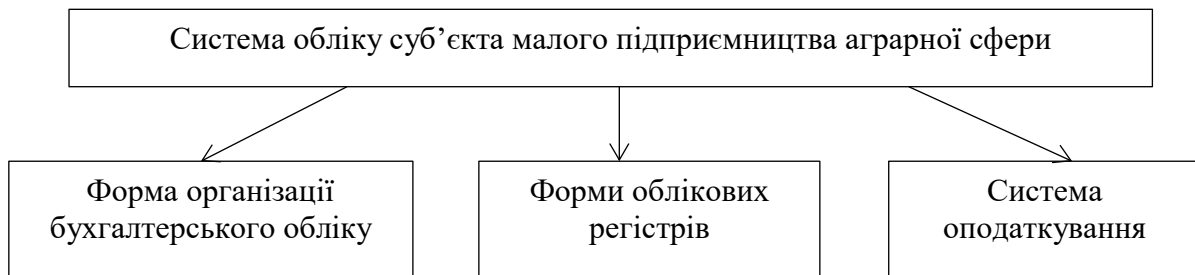 Система обліку суб’єкта малого підприємництва аграрної сфери
Форма організації
бухгалтерського обліку
Форми облікових
регістрів
Система
оподаткування